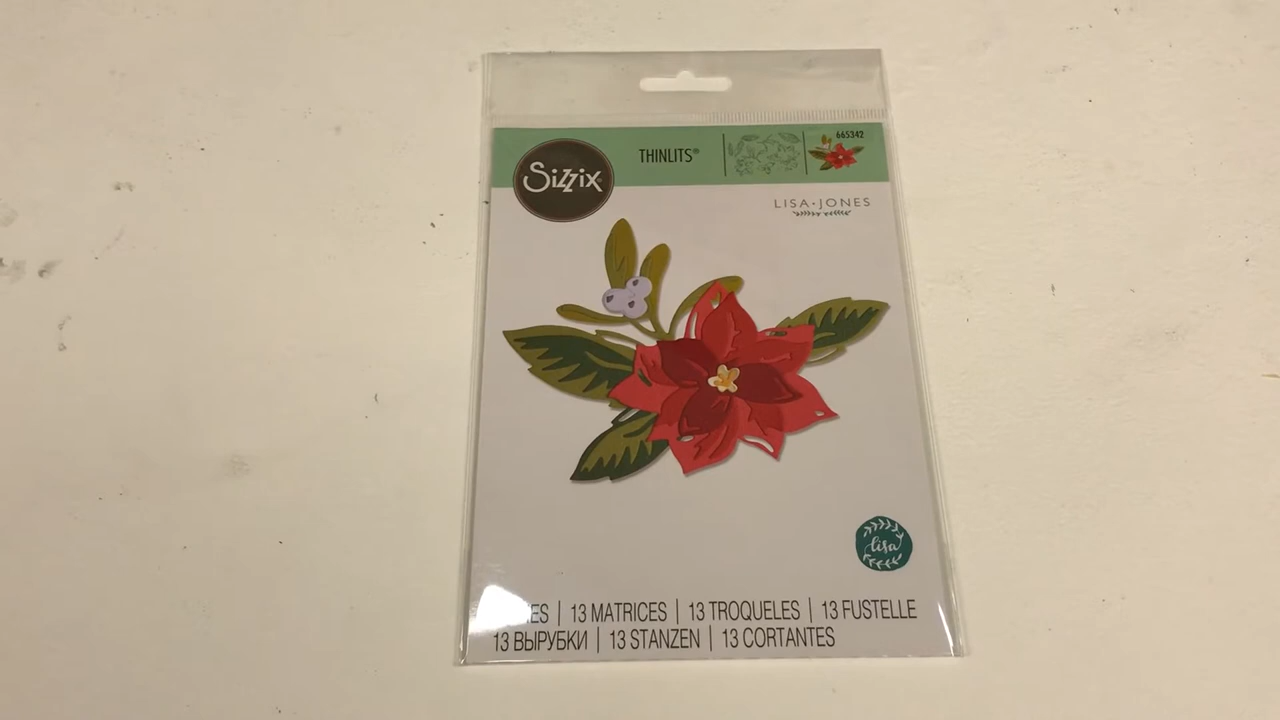 665342
THINLITS®
Sizzix
LISA·JONES
lisa
| 13 MATRICES | 13 TROQUELES | 13 FUSTELLE
13 ВЫРУБКИ | 13 STANZEN | 13 CORTANTES